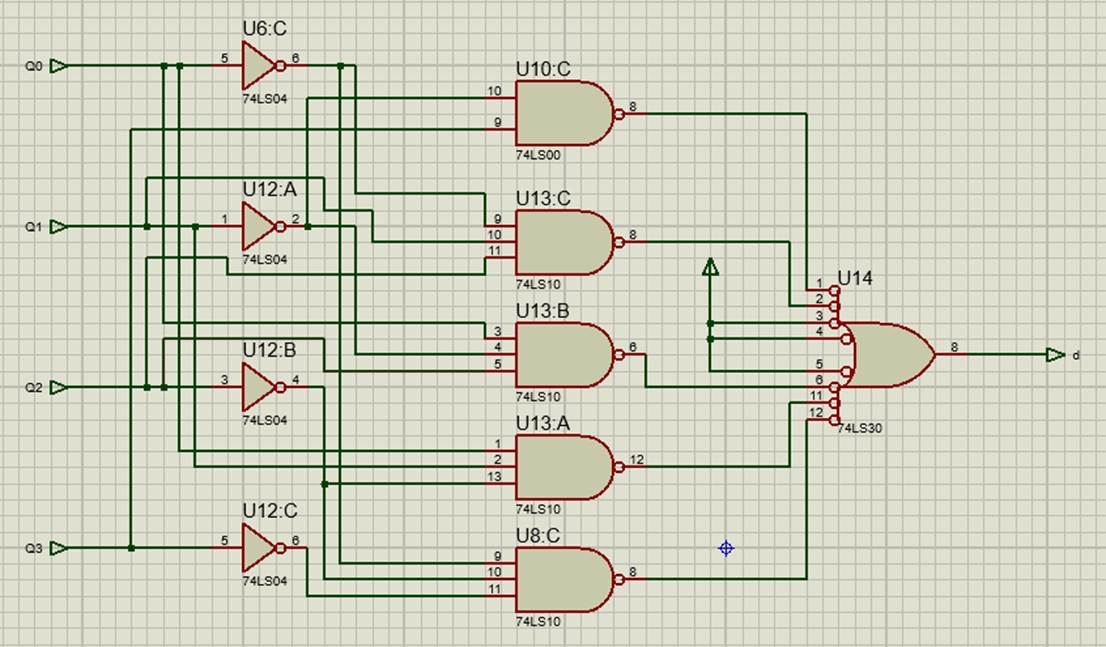 U6:C
Q0
5
6
74LS04
U10:C
10
9
8
74LS00
U12:A
Q1
1
2
74LS04
U13:C
9
10
11
8
74LS10
U14
1
2
3
4
5
6
11
12
8
d
74LS30
U13:B
3
4
5
6
74LS10
U12:B
Q2
3
4
74LS04
U13:A
1
2
13
12
74LS10
U12:C
Q3
5
6
74LS04
U8:C
9
10
11
8
74LS10